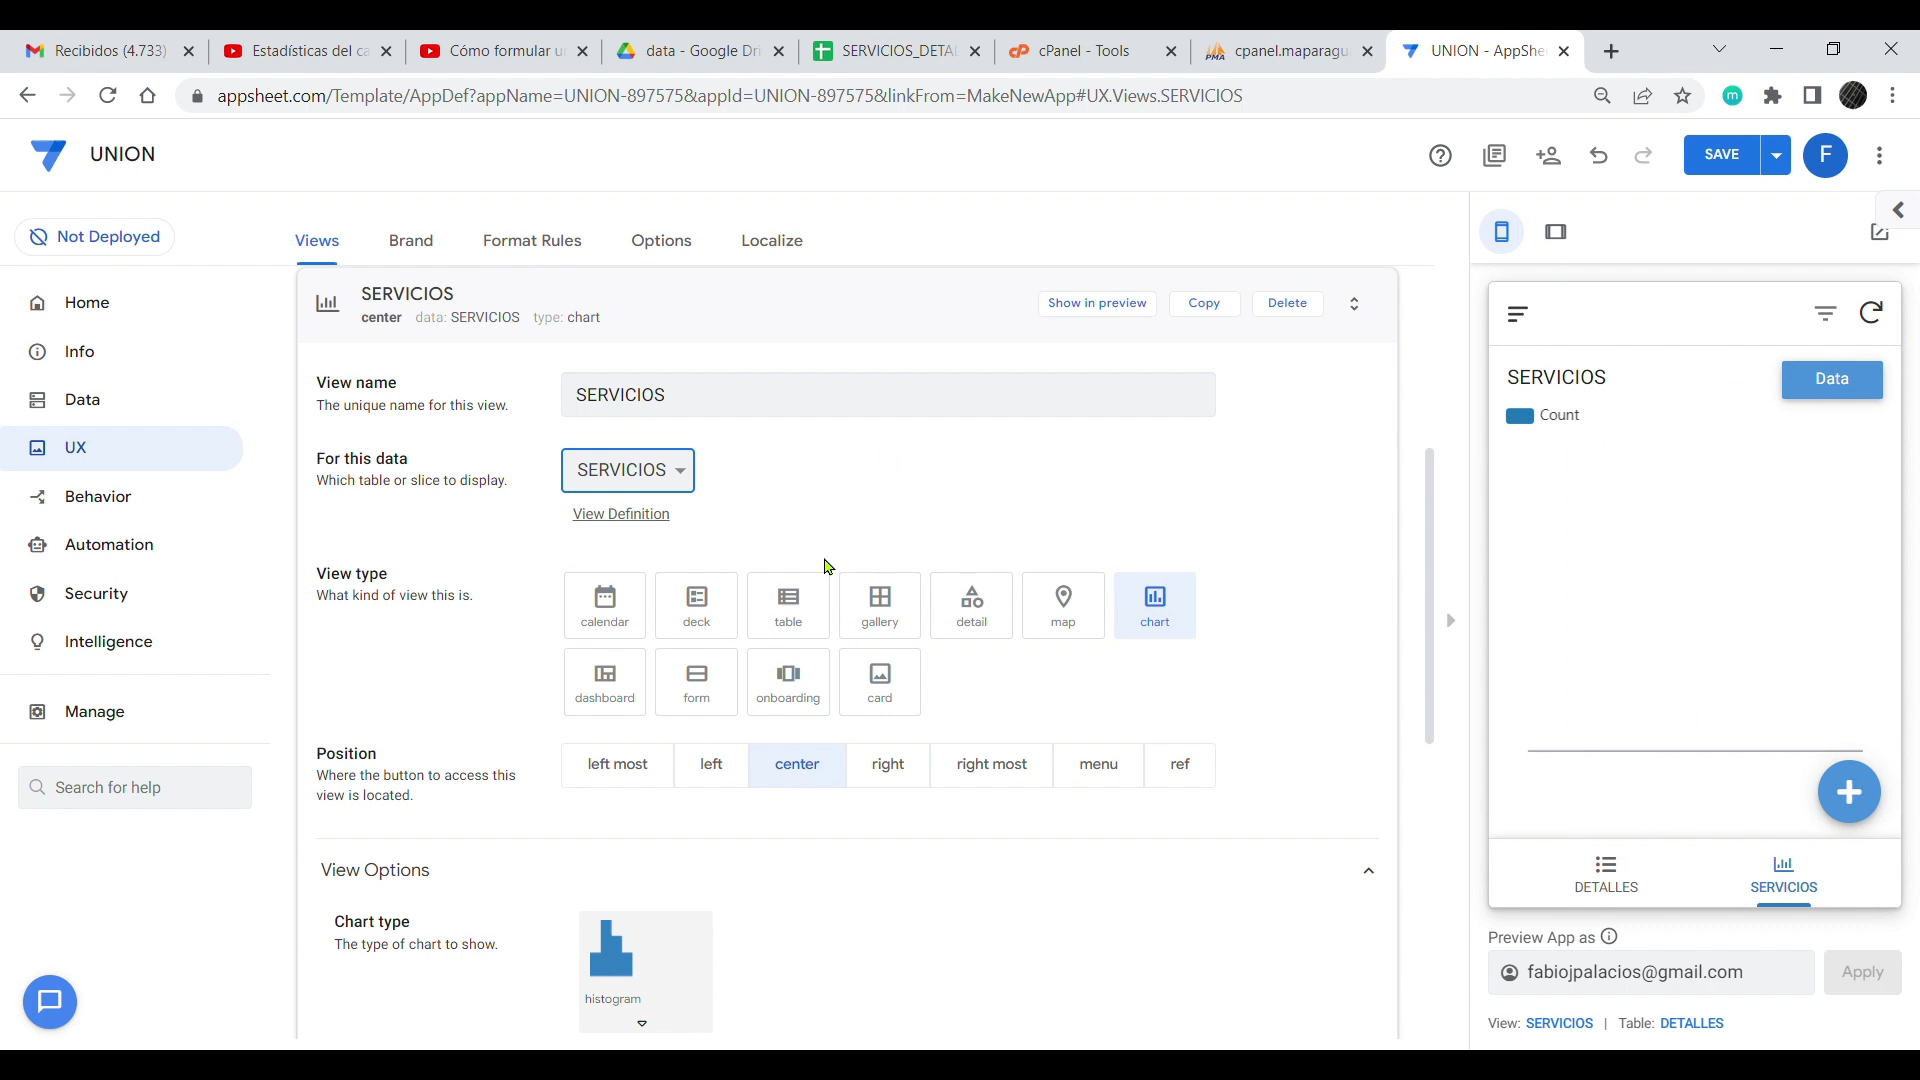 Recibidos (4.733)
Estadísticas del ca
Cómo formular u
data - Google Dri
SERVICIOS_DETAL
cPanel - Tools
PMA
cpanel.maparagu
UNION - AppShe
appsheet.com/Template/AppDef?appName=UNION-897575&appId=UNION-897575&linkFrom=MakeNewApp#UX.Views.SERVICIOS
m
UNION
SAVE
F
Not Deployed
Views
Brand
Format Rules
Options
Localize
Home
Info
Data
UX
Behavior
Automation
Security
Intelligence
Manage
Search for help
SERVICIOS
center data: SERVICIOS type: chart
Show in preview
Copy
Delete
View name
The unique name for this view.
SERVICIOS
For this data
Which table or slice to display.
SERVICIOS
View Definition
View type
What kind of view this is.
calendar
deck
table
gallery
detail
map
chart
dashboard
form
onboarding
card
Position
Where the button to access this
view is located.
left most
left
center
right
right most
menu
ref
View Options
Chart type
The type of chart to show.
histogram
SERVICIOS
Data
Count
DETALLES
SERVICIOS
Preview App as
fabiojpalacios@gmail.com
Apply
View: SERVICIOS | Table: DETALLES